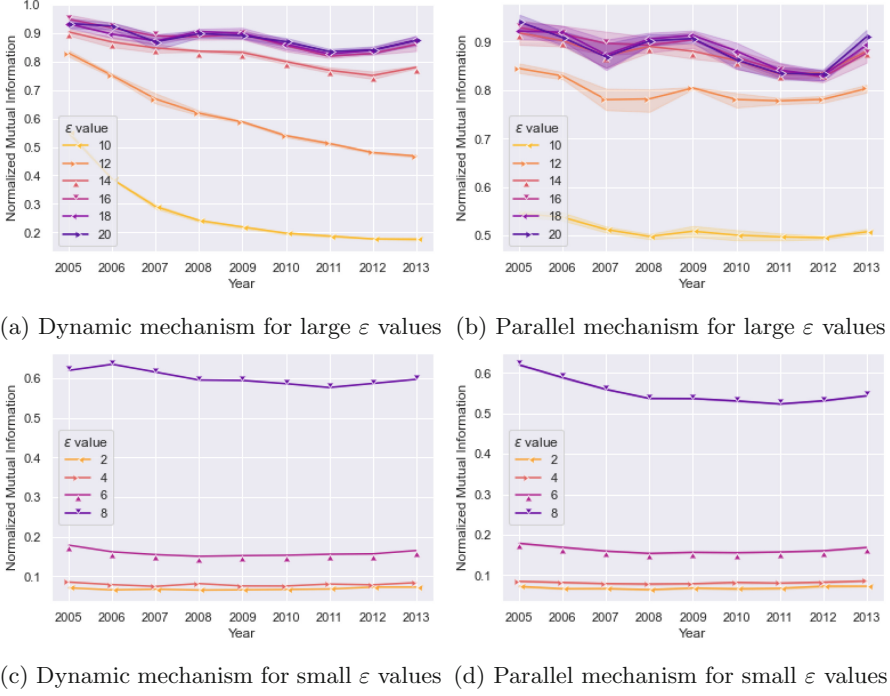 1.0
0.9
0.8
0.7
0.6
0.5
0.4
0.3
0.2
Normalized Mutual Information
ε value
10
12
14
16
18
20
2005 2006 2007 2008 2009 2010 2011 2012 2013
Year
(a) Dynamic mechanism for large ε values
0.9
0.8
0.7
0.6
0.5
Normalized Mutual Information
ε value
10
12
14
16
18
20
2005 2006 2007 2008 2009 2010 2011 2012 2013
Year
(b) Parallel mechanism for large ε values
0.6
0.5
0.4
0.3
0.2
0.1
Normalized Mutual Information
ε value
2
4
6
8
2005 2006 2007 2008 2009 2010 2011 2012 2013
Year
(c) Dynamic mechanism for small ε values
0.6
0.5
0.4
0.3
0.2
0.1
Normalized Mutual Information
ε value
2
4
6
8
2005 2006 2007 2008 2009 2010 2011 2012 2013
Year
(d) Parallel mechanism for small ε values